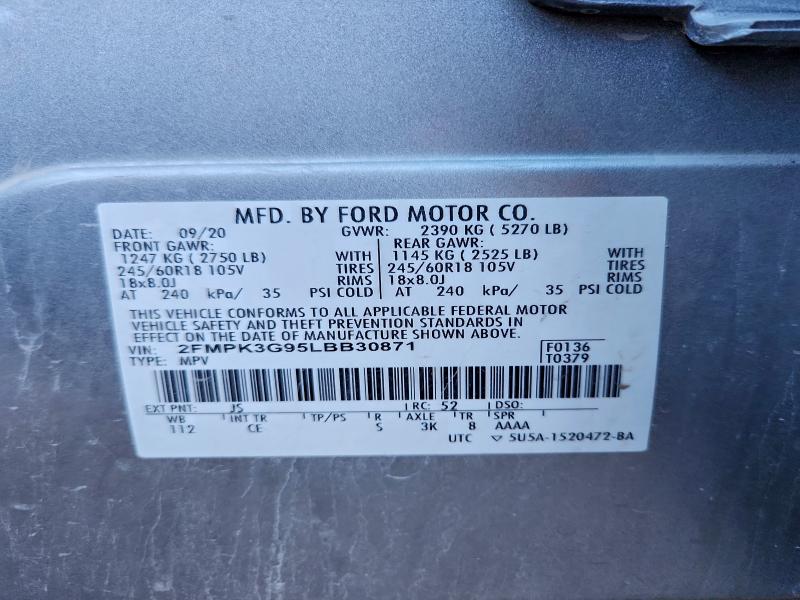 MFD. BY FORD MOTOR CO.
DATE: 09/20 GVWR: 2390 KG ( 5270 LB)
FRONT GAWR: REAR GAWR:
1247 KG ( 2750 LB) WITH 1145 KG ( 2525 LB) WITH
245/60R18 105V TIRES 245/60R18 105V TIRES
18x8.0J RIMS 18x8.0J RIMS
AT 240 kPa/ 35 PSI COLD AT 240 kPa/ 35 PSI COLD
THIS VEHICLE CONFORMS TO ALL APPLICABLE FEDERAL MOTOR
VEHICLE SAFETY AND THEFT PREVENTION STANDARDS IN
EFFECT ON THE DATE OF MANUFACTURE SHOWN ABOVE.
VIN: 2FMPK3G95LBB30871 F0136
TYPE: MPV T0379
EXT PNT: JS RC: 52 DSO:
WB INT TR TP/PS R AXLE TR SPR
112 CE S 3K 8 AAAA
UTC ▽ 5U5A-1520472-BA